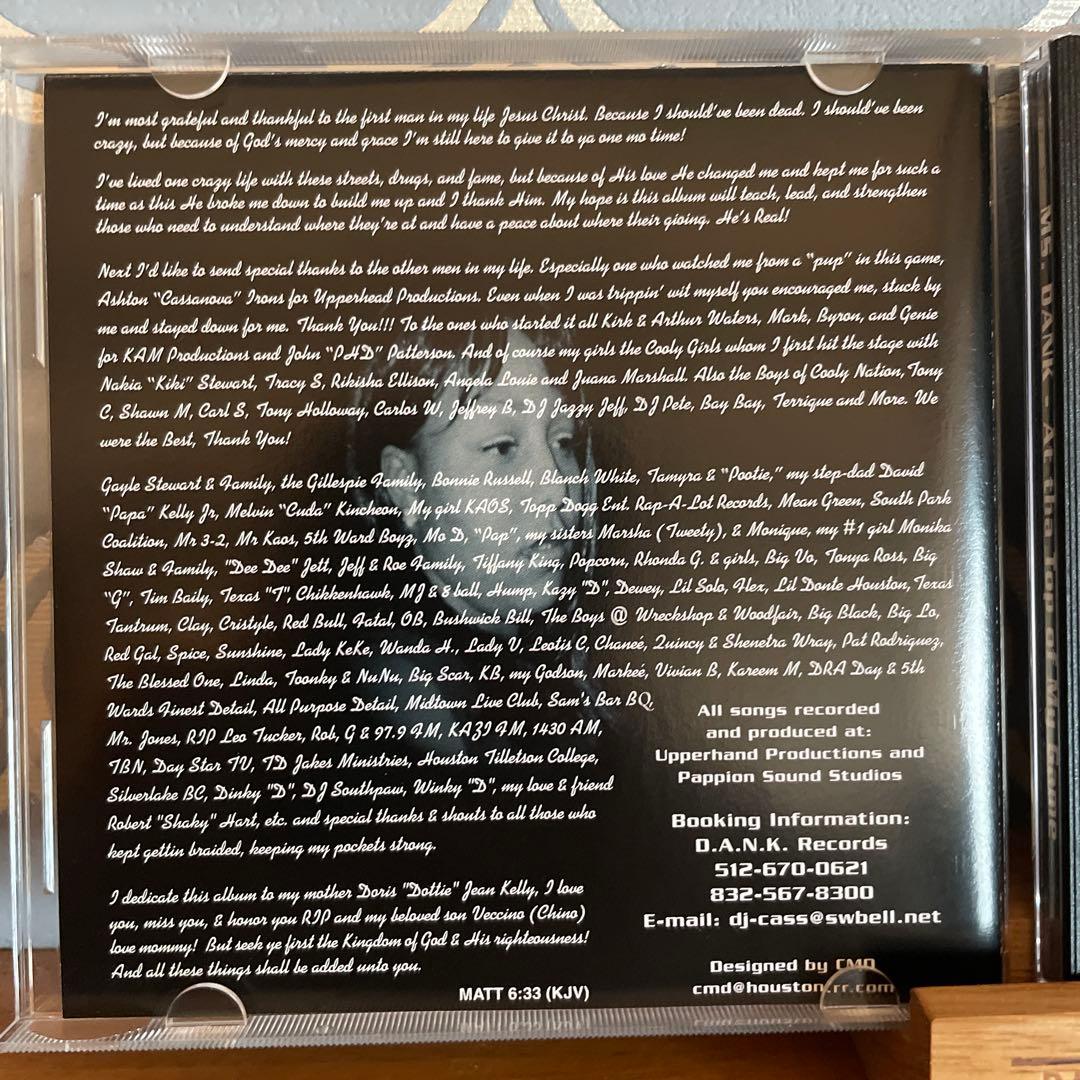 I'm most grateful and thankful to the first man in my life Jesus Christ. Because I should've been dead. I should've been
crazy, but because of God's mercy and grace I'm still here to give it to ya one mo time!
I've lived one crazy life with these streets, drugs, and fame, but because of His love He changed me and kept me for such a
time as this He broke me down to build me up and I thank Him. My hope is this album will teach, lead, and strengthen
those who need to understand where they're at and have a peace about where their gioing. He's Real!
Next I'd like to send special thanks to the other men in my life. Especially one who watched me from a "pup" in this game,
Ashton "Cassanova" Irons for Upperhead Productions. Even when I was trippin' wit myself you encouraged me, stuck by
me and stayed down for me. Thank You!!! To the ones who started it all Kirk & Arthur Waters, Mark, Byron, and Genie
for KAM Productions and John "PHD" Patterson. And of course my girls the Cooly Girls whom I first hit the stage with
Nakia "Kiki" Stewart, Tracy S, Rikisha Ellison, Angela Louie and Juana Marshall. Also the Boys of Cooly Nation, Tony
C, Shawn M, Carl S, Tony Holloway, Carlos W, Jeffrey B, DJ Jazzy Jeff, DJ Pete, Bay Bay, Terrique and More. We
were the Best, Thank You!
Gayle Stewart & Family, the Gillespie Family, Bonnie Russell, Blanch White, Tamyra & "Pootie," my step-dad David
"Papa" Kelly Jr, Melvin "Cuda" Kincheon, My girl KAOS, Topp Dogg Ent. Rap-A-Lot Records, Mean Green, South Park
Coalition, Mr 3-2, Mr Kaos, 5th Ward Boyz, Mo D, "Pap", my sisters Marsha (Tweety), & Monique, my #1 girl Monika
Shaw & Family, "Dee Dee" Jett, Jeff & Roe Family, Tiffany King, Popcorn, Rhonda G. & girls, Big Vo, Tonya Ross, Big
"G", Tim Baily, Texas "T", Chikkenhawk, MJ & 8 ball, Hump, Kazy "D", Dewey, Lil Solo, Alex, Lil Donte Houston, Texas
Tantrum, Clay, Cristyle, Red Bull, Fatal, OB, Bushwick Bill, The Boys @ Wreckshop & Woodfair, Big Black, Big Lo,
Red Gal, Spice, Sunshine, Lady KeKe, Wanda H., Lady V, Leotis C, Chaneé, Quincy & Shenetra Wray, Pat Rodriguez,
The Blessed One, Linda, Toonky & NuNu, Big Scar, KB, my Godson, Markeé, Vivian B, Kareem M, DRA Day & 5th
Wards Finest Detail, All Purpose Detail, Midtown Live Club, Sam's Bar BQ,
Mr. Jones, RIP Leo Tucker, Rob, G & 97.9 FM, KAZI FM, 1430 AM,
TBN, Day Star TV, TD Jakes Ministries, Houston Tilletson College,
Silverlake BC, Dinky "D", DJ Southpaw, Winky "D", my love & friend
Robert "Shaky" Hart, etc. and special thanks & shouts to all those who
kept gettin braided, keeping my pockets strong.
I dedicate this album to my mother Doris "Dottie" Jean Kelly, I love
you, miss you, & honor you RIP and my beloved son Veccino (Chino)
love mommy! But seek ye first the Kingdom of God & His righteousness!
And all these things shall be added unto you.
MATT 6:33 (KJV)
All songs recorded
and produced at:
Upperhand Productions and
Pappion Sound Studios
Booking Information:
D.A.N.K. Records
512-670-0621
832-567-8300
E-mail: dj-cass@swbell.net
Designed by CMD
cmd@houston.rr.com
MS. DANK - AT tha Top of My Game